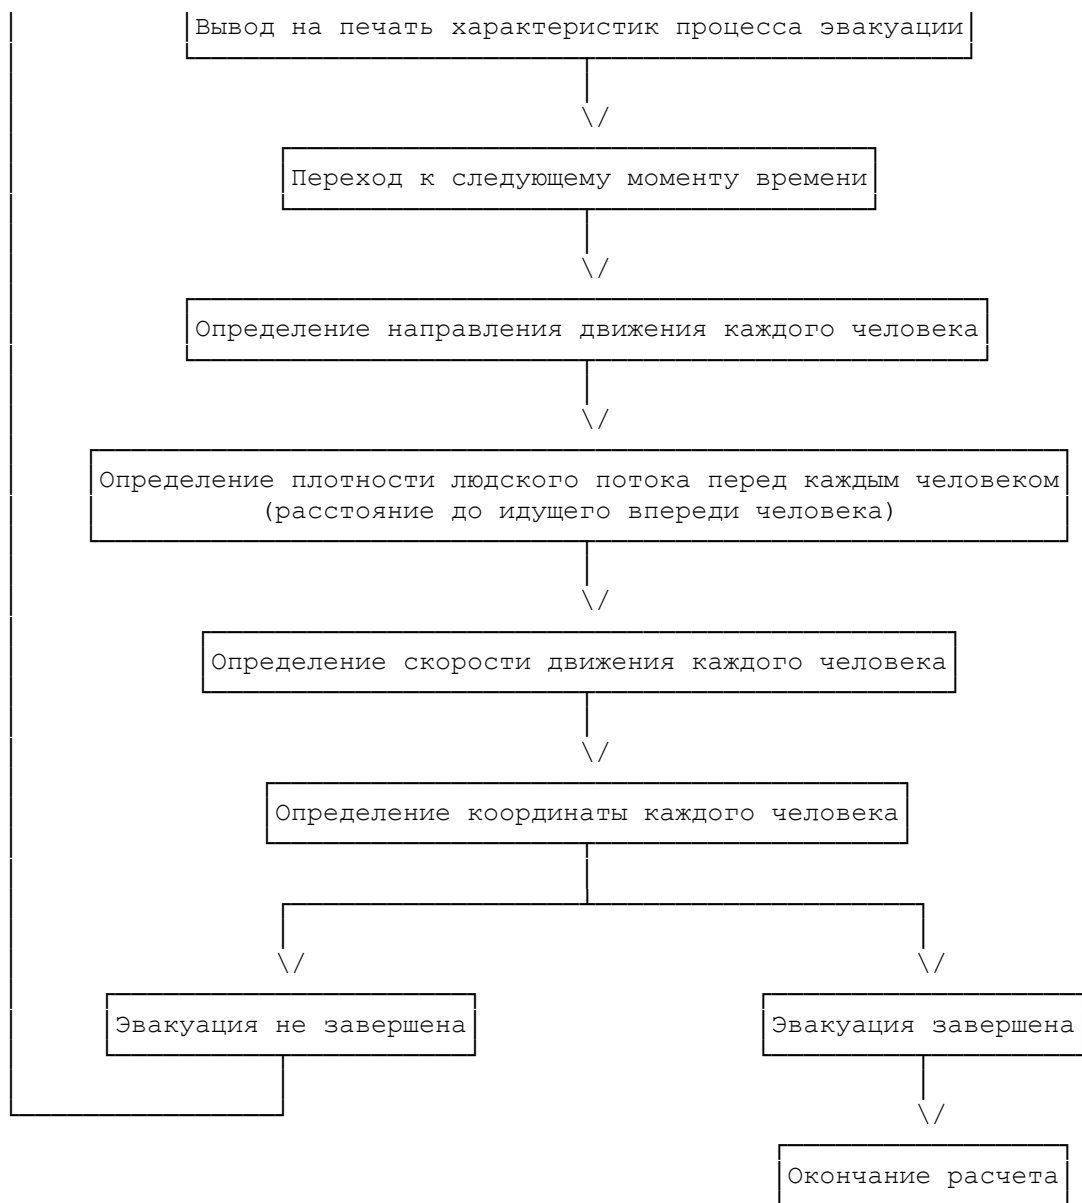 Вывод на печать характеристик процесса эвакуации
Переход к следующему моменту времени
Определение направления движения каждого человека
Определение плотности людского потока перед каждым человеком
(расстояние до идущего впереди человека)
Определение скорости движения каждого человека
Определение координаты каждого человека
Эвакуация не завершена
Эвакуация завершена
Окончание расчета